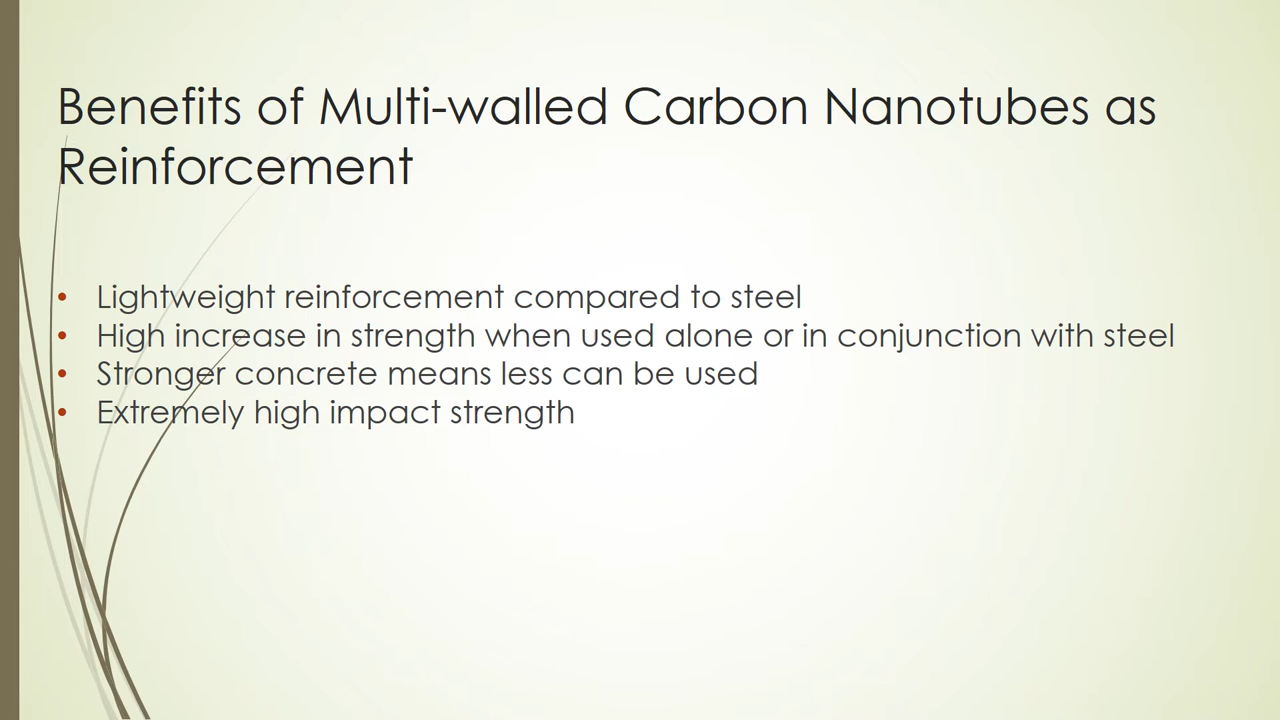 Benefits of Multi-walled Carbon Nanotubes as
Reinforcement
• Lightweight reinforcement compared to steel
• High increase in strength when used alone or in conjunction with steel
• Stronger concrete means less can be used
• Extremely high impact strength